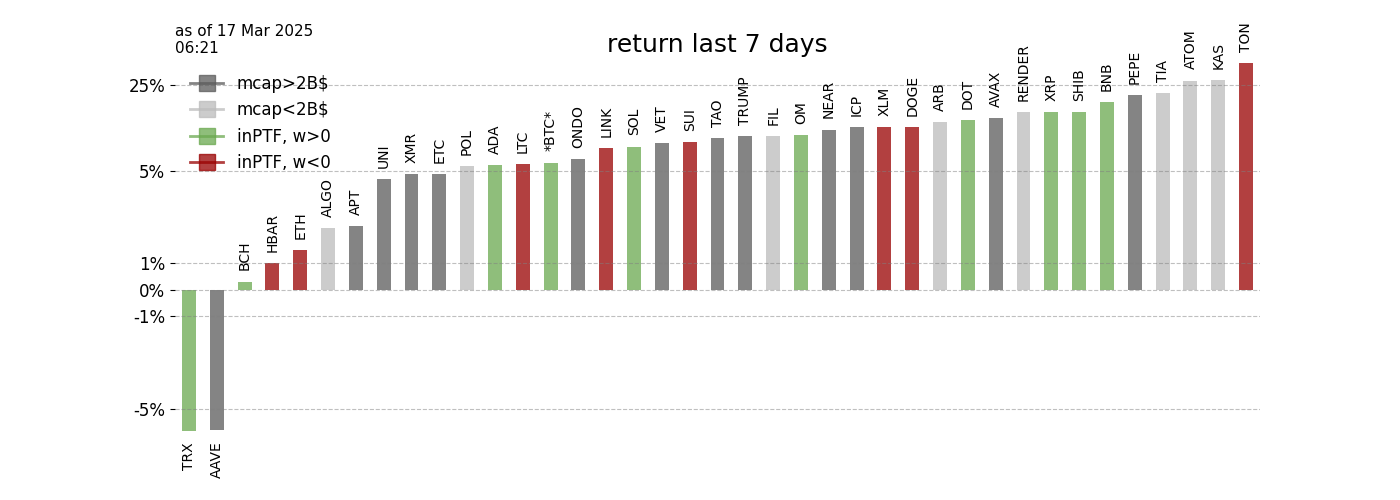 as of 17 Mar 2025
06:21
return last 7 days
mcap>2B$
mcap<2B$
inPTF, w>0
inPTF, w<0
25%
5%
1%
0%
-1%
-5%
TRX
AAVE
BCH
HBAR
ETH
ALGO
APT
UNI
XMR
ETC
POL
ADA
LTC
*BTC*
ONDO
LINK
SOL
VET
SUI
TAO
TRUMP
FIL
OM
NEAR
ICP
XLM
DOGE
ARB
DOT
AVAX
RENDER
XRP
SHIB
BNB
PEPE
TIA
ATOM
KAS
TON